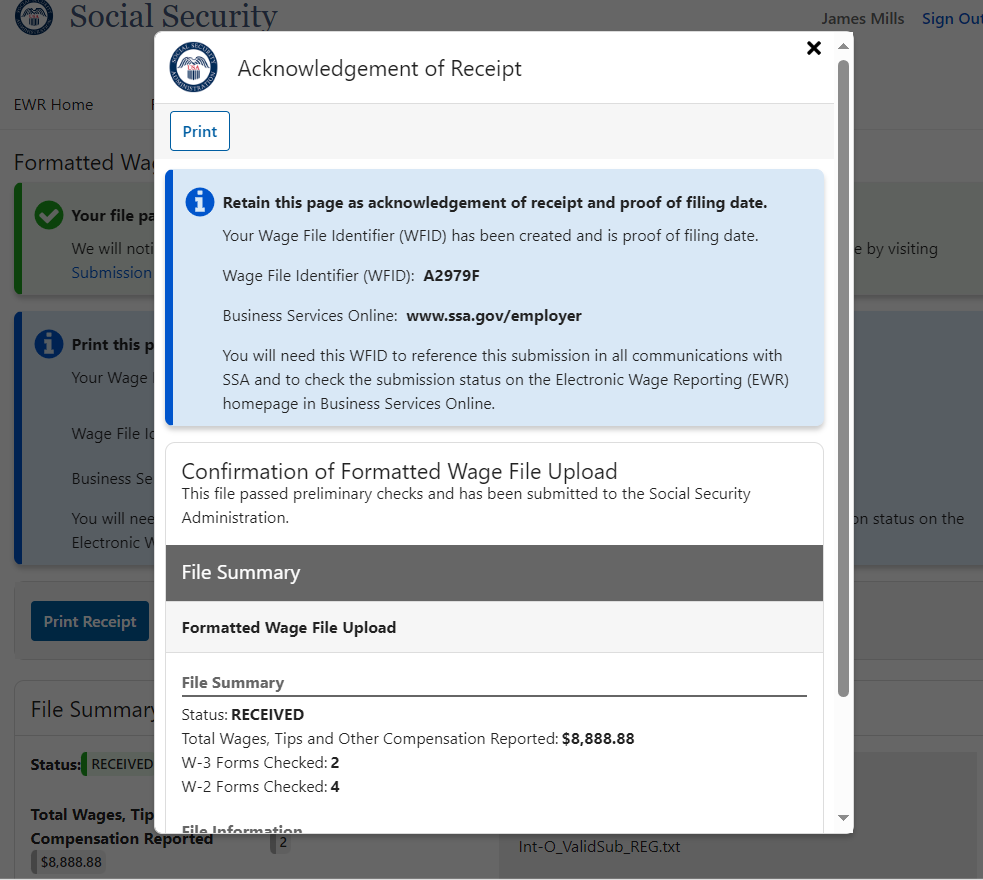 Social Security
James Mills Sign Out
Acknowledgement of Receipt
EWR Home
Print
Formatted
Retain this page as acknowledgement of receipt and proof of filing date.
Your Wage File Identifier (WFID) has been created and is proof of filing date.
Wage File Identifier (WFID): A2979F
Business Services Online: www.ssa.gov/employer
You will need this WFID to reference this submission in all communications with
SSA and to check the submission status on the Electronic Wage Reporting (EWR)
homepage in Business Services Online.
Your file
We will
e by visiting
Submission
Print this
Your Wage
Wage File
Business
You will
on status on the
Electronic
Confirmation of Formatted Wage File Upload
This file passed preliminary checks and has been submitted to the Social Security
Administration.
File Summary
Formatted Wage File Upload
File Summary
Status: RECEIVED
Total Wages, Tips and Other Compensation Reported: $8,888.88
W-3 Forms Checked: 2
W-2 Forms Checked: 4
File Information
Print Receipt
File Summary
Status: RECEIVED
Total Wages, Tip
Compensation Reported
$8,888.88
2
Int-O_ValidSub_REG.txt